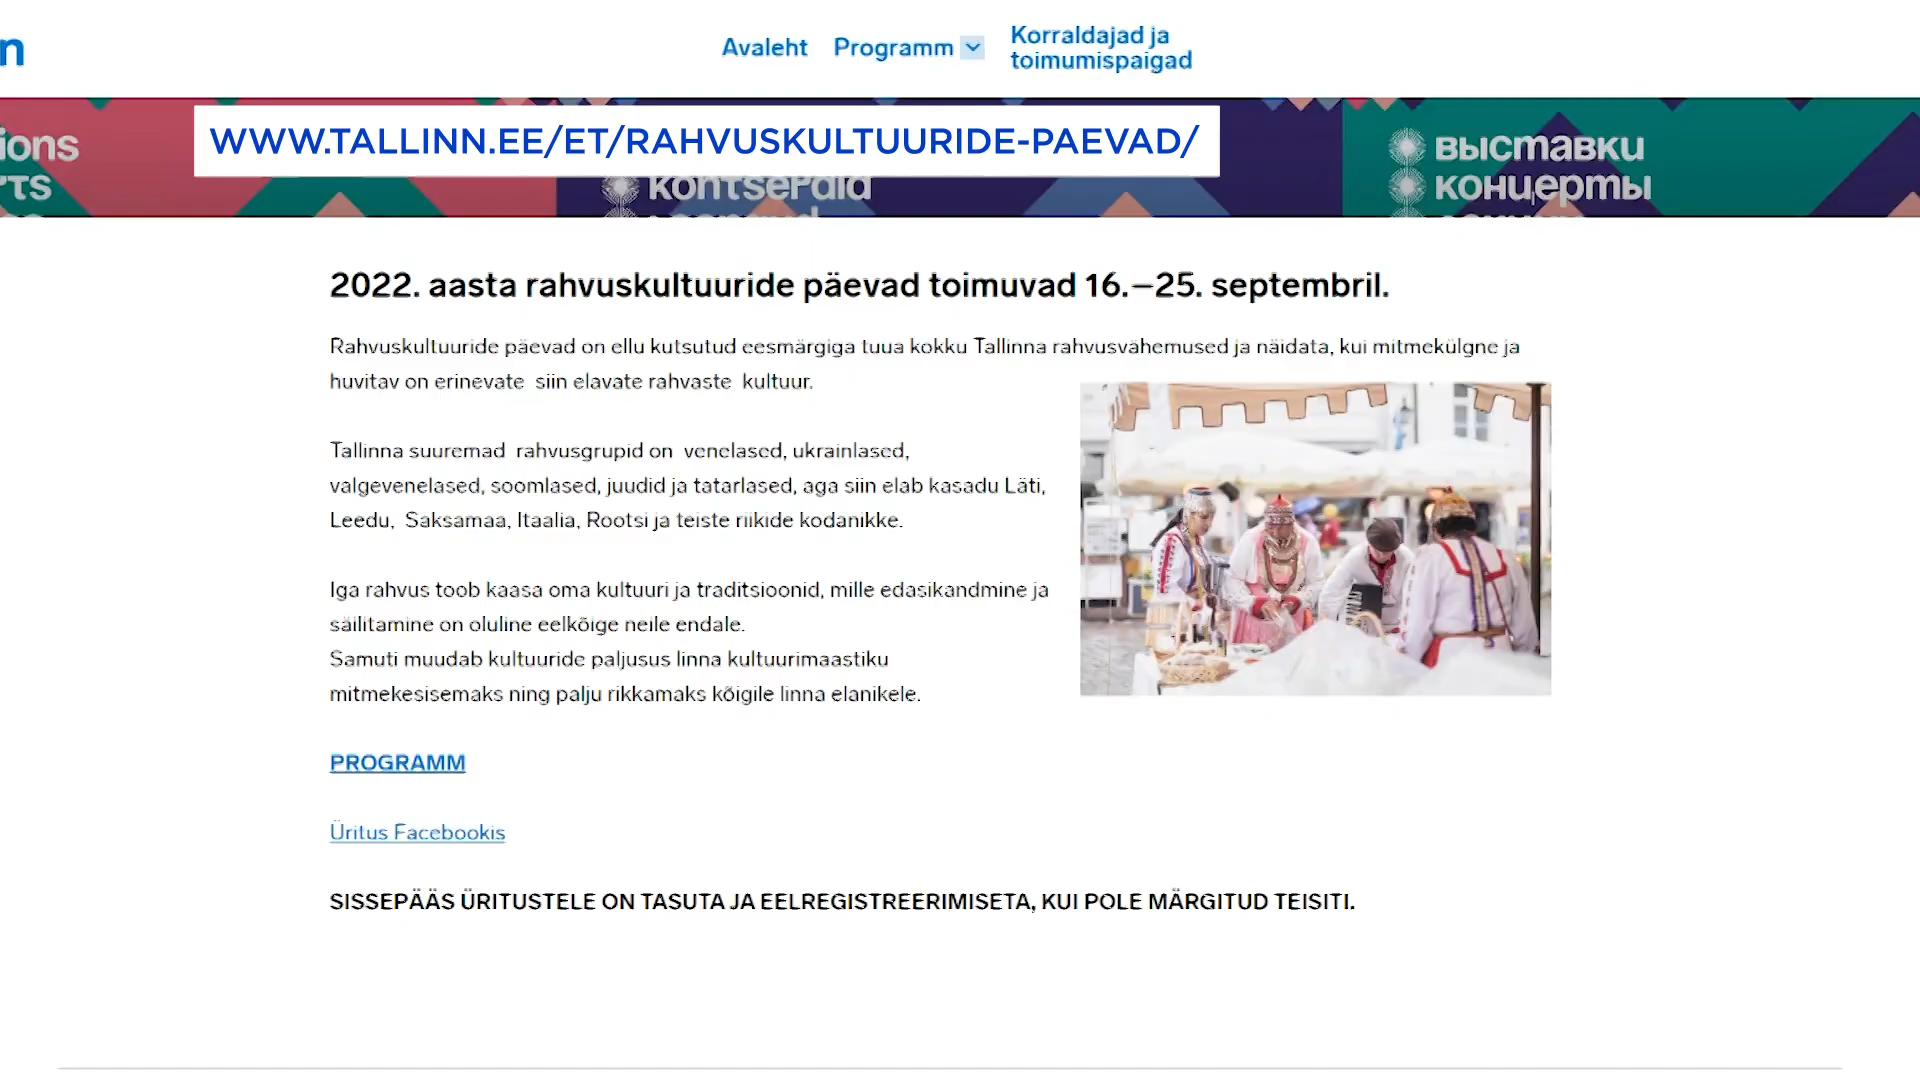 n
Avaleht Programm Korraldajad ja
toimumispaigad
ions
WWW.TALLINN.EE/ET/RAHVUSKULTUURIDE-PAEVAD/
выставки
концерты
2022. aasta rahvuskultuuride päevad toimuvad 16.–25. septembril.
Rahvuskultuuride päevad on ellu kutsutud eesmärgiga tuua kokku Tallinna rahvusvähemused ja näidata, kui mitmekülgne ja
huvitav on erinevate siin elavate rahvaste kultuur.
Tallinna suuremad rahvusgrupid on venelased, ukrainlased,
valgevenelased, soomlased, juudid ja tatarlased, aga siin elab kasadu Läti,
Leedu, Saksamaa, Itaalia, Rootsi ja teiste riikide kodanikke.
Iga rahvus toob kaasa oma kultuuri ja traditsioonid, mille edasikandmine ja
säilitamine on oluline eelkõige neile endale.
Samuti muudab kultuuride paljusus linna kultuurimaastiku
mitmekesisemaks ning palju rikkamaks kõigile linna elanikele.
PROGRAMM
Üritus Facebookis
SISSEPÄÄS ÜRITUSTELE ON TASUTA JA EELREGISTREERIMISETA, KUI POLE MÄRGITUD TEISITI.